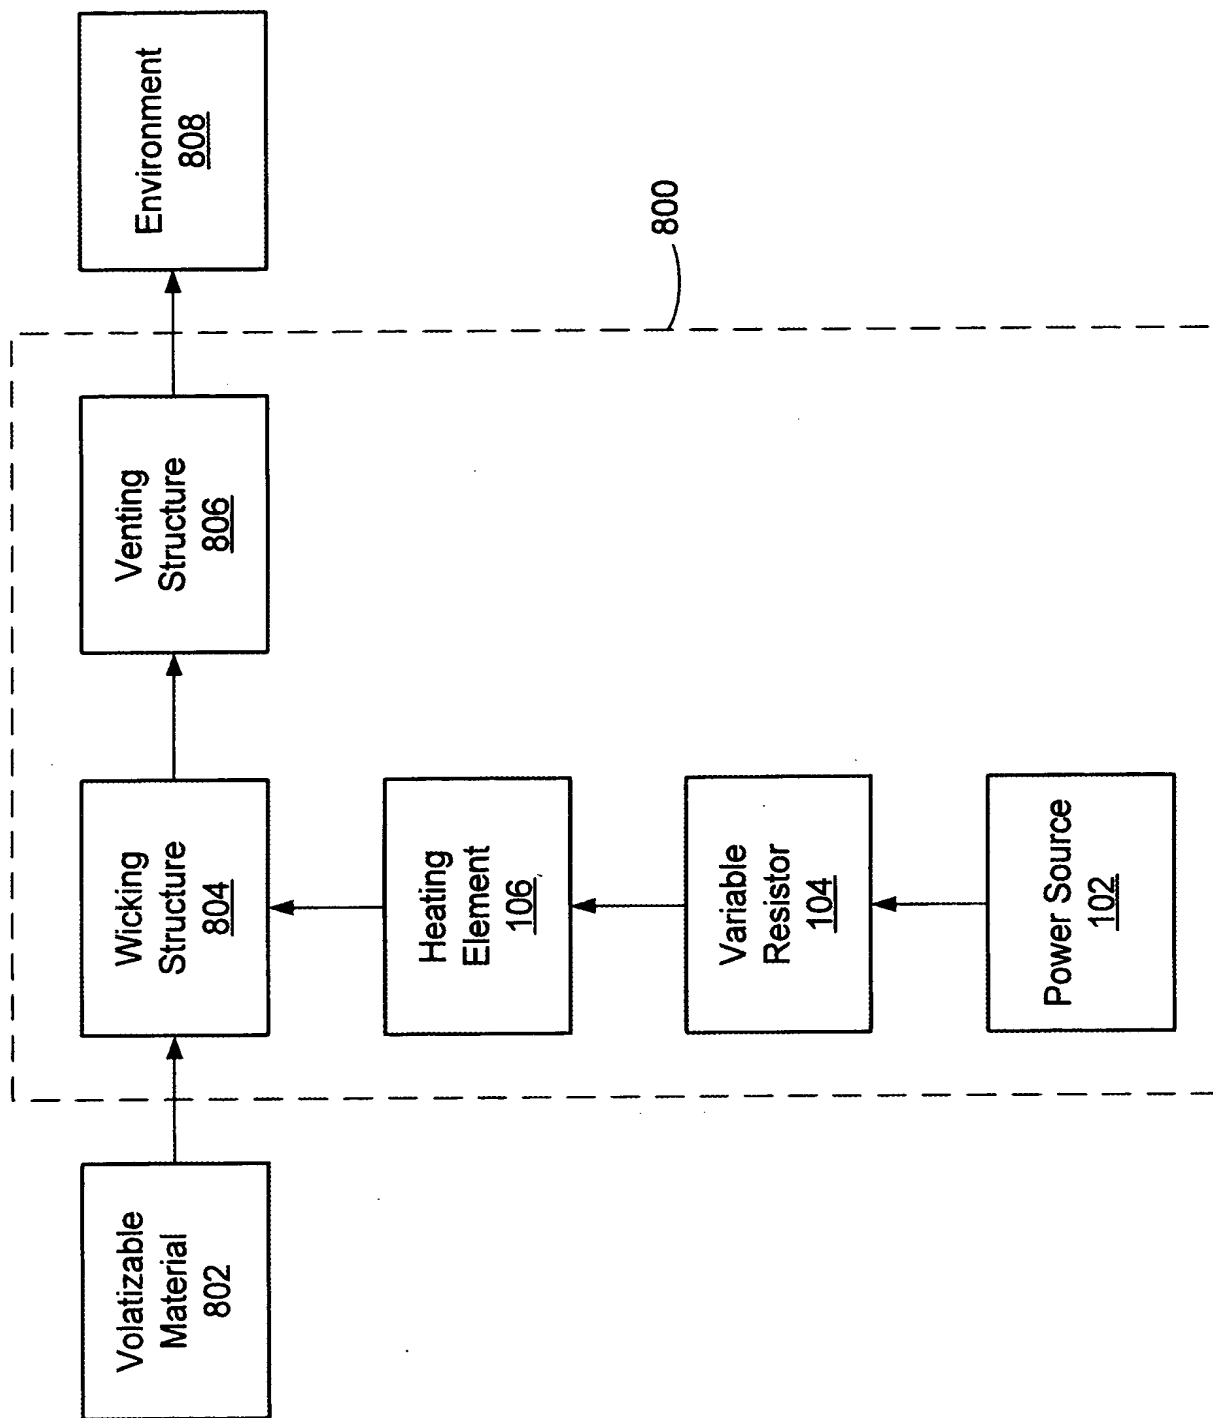 Volatizable
Material
802
Wicking
Structure
804
Venting
Structure
806
Environment
808
Heating
Element
106
Variable
Resistor
104
Power Source
102
800